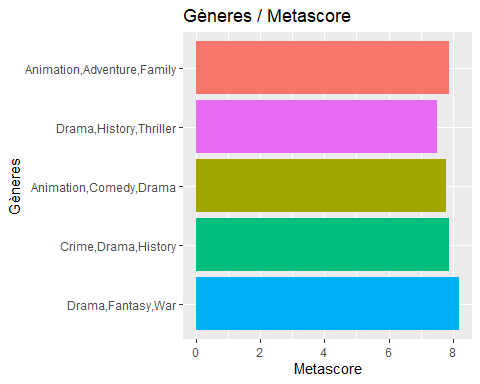 Gèneres / Metascore
Gèneres
Animation,Adventure,Family
Drama,History,Thriller
Animation,Comedy,Drama
Crime,Drama,History
Drama,Fantasy,War
0 2 4 6 8
Metascore